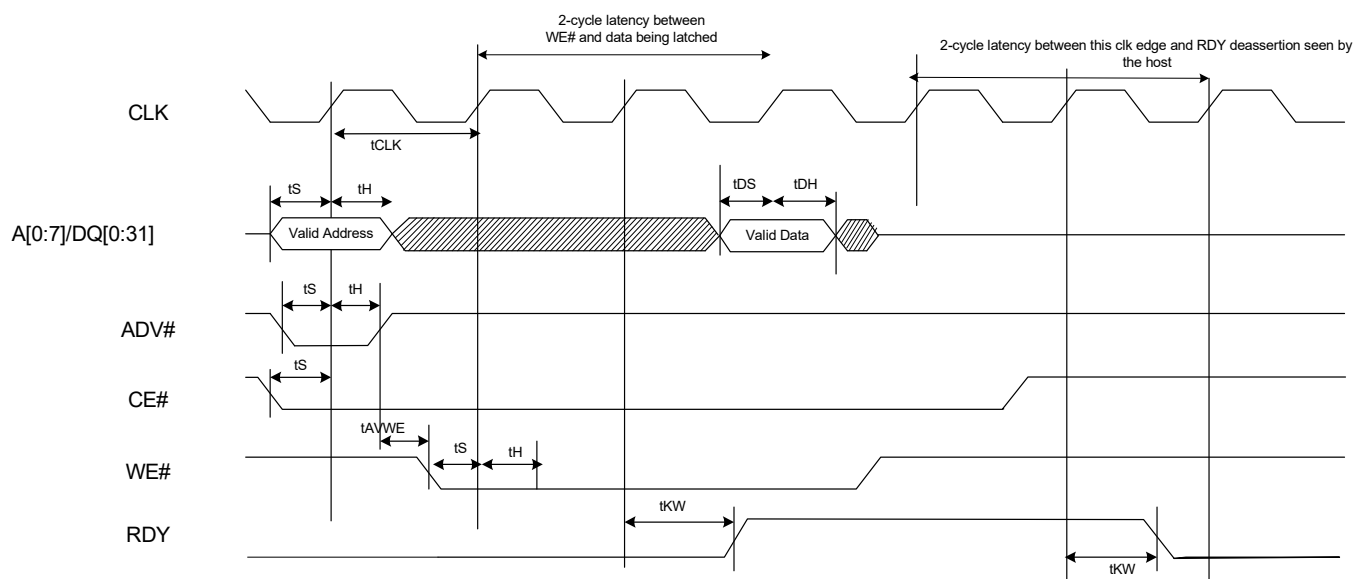 2-cycle latency between
WE# and data being latched
2-cycle latency between this clk edge and RDY deassertion seen by
the host
CLK
tCLK
tS
tH
tDS
tDH
A[0:7]/DQ[0:31]
Valid Address
Valid Data
tS
tH
ADV#
tS
CE#
tAVWE
tS
tH
WE#
tKW
RDY
tKW